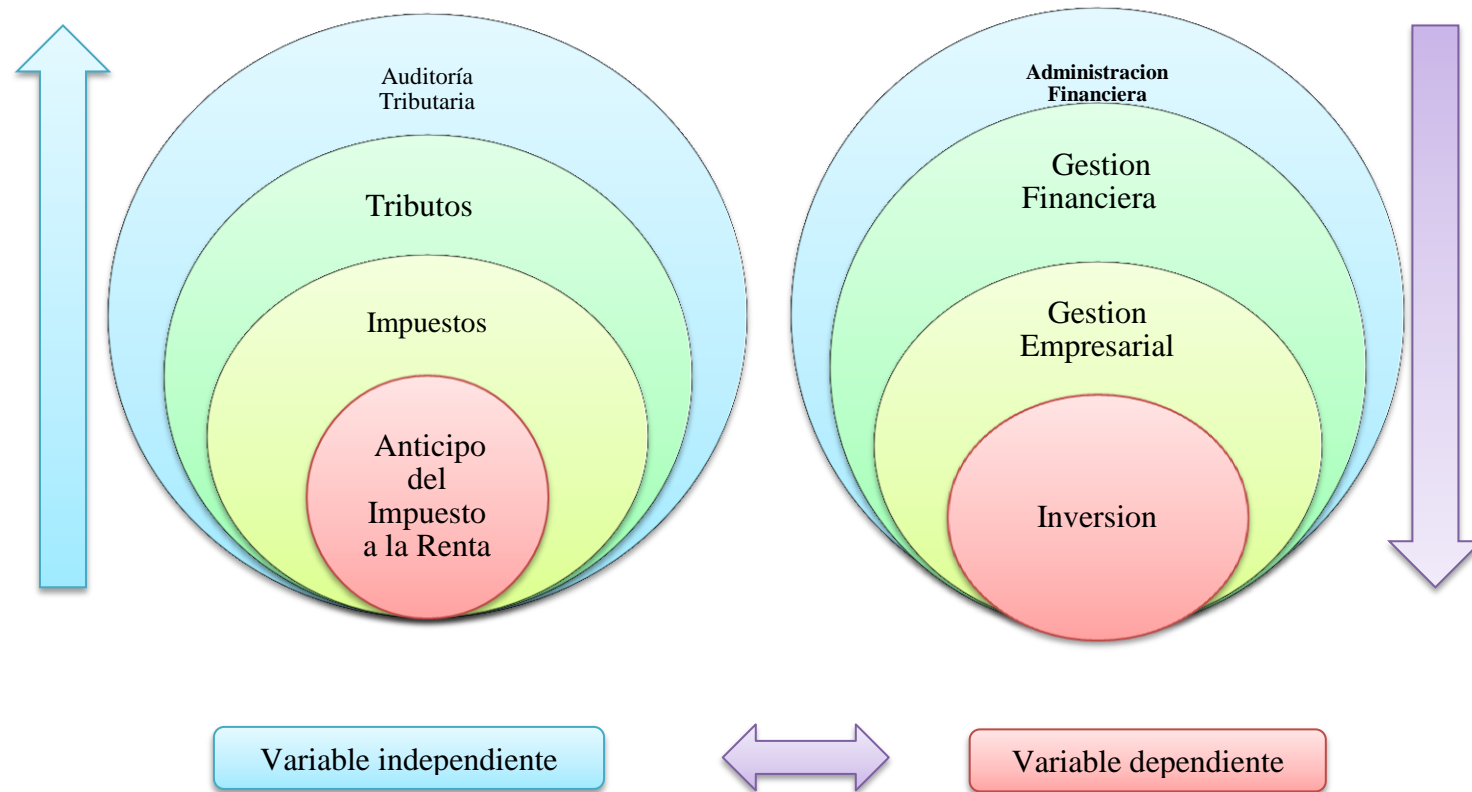 Auditoría
Tributaria
Tributos
Impuestos
Anticipo
del
Impuesto
a la Renta
Administracion
Financiera
Gestion
Financiera
Gestion
Empresarial
Inversion
Variable independiente
Variable dependiente